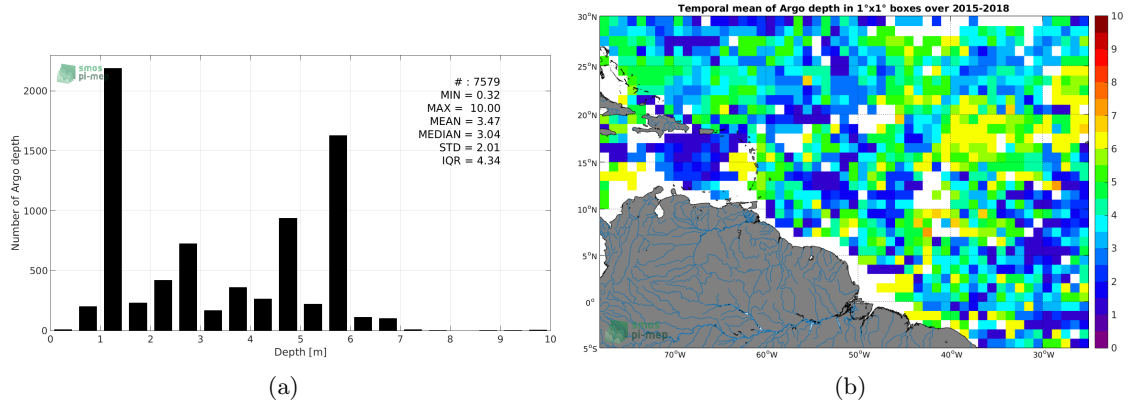 smos
pi-mep
# : 7579
MIN = 0.32
MAX = 10.00
MEAN = 3.47
MEDIAN = 3.04
STD = 2.01
IQR = 4.34
Number of Argo depth
2000
1500
1000
500
0
0 1 2 3 4 5 6 7 8 9 10
Depth [m]
(a)
Temporal mean of Argo depth in 1°x1° boxes over 2015-2018
30°N
25°N
20°N
15°N
10°N
5°N
0°
5°S
70°W 60°W 50°W 40°W 30°W
smos
pi-mep
10
9
8
7
6
5
4
3
2
1
0
(b)